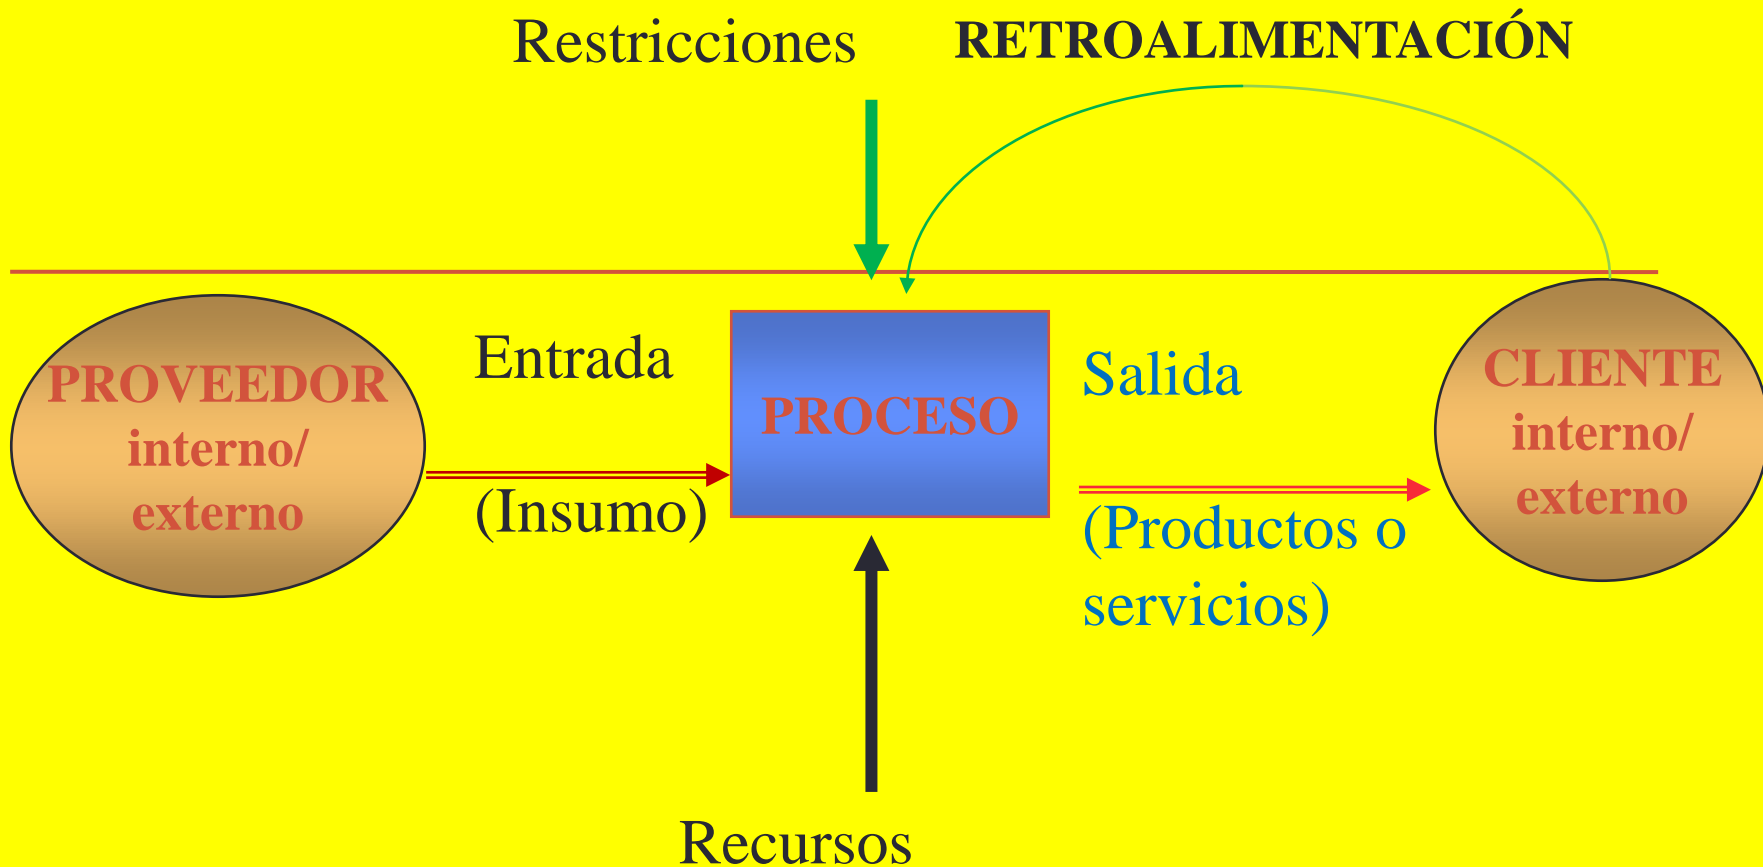 Restricciones
RETROALIMENTACIÓN
PROVEEDOR
interno/
externo
Entrada
(Insumo)
PROCESO
Salida
(Productos o
servicios)
CLIENTE
interno/
externo
Recursos